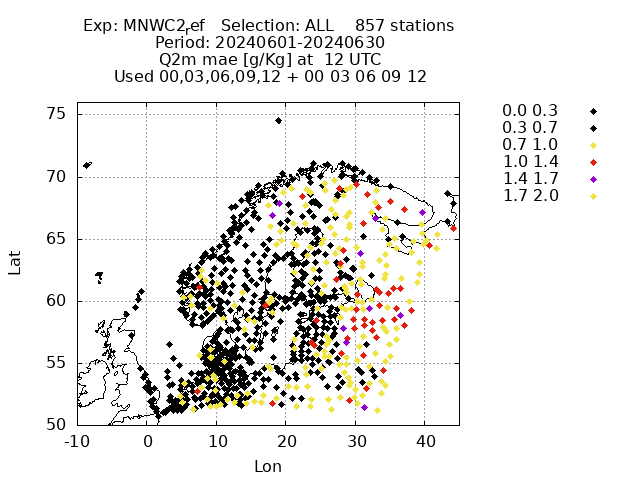 Exp: MNWC2ref   Selection: ALL    857 stations
Period: 20240601-20240630
Q2m mae [g/Kg] at  12 UTC
Used 00,03,06,09,12 + 00 03 06 09 12
0.0 0.3
0.3 0.7
0.7 1.0
1.0 1.4
1.4 1.7
1.7 2.0
75
70
65
60
55
50
Lat
-10 0 10 20 30 40
Lon